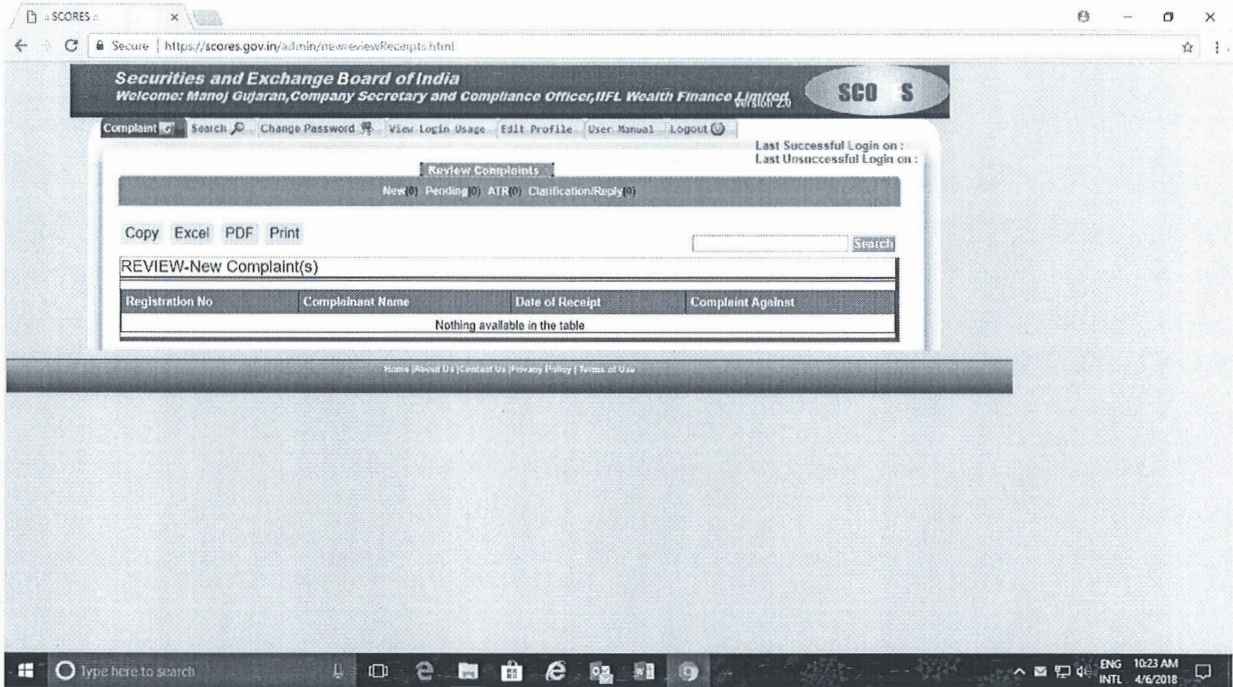 :: SCORES ::
Secure | https://scores.gov.in/admin/newreviewReceipts.html
Securities and Exchange Board of India
Welcome: Manoj Gujaran,Company Secretary and Compliance Officer,IIFL Wealth Finance Limited
Version 2.0
SCO S
Complaint Search Change Password View Login Usage Edit Profile User Manual Logout
Last Successful Login on :
Last Unsuccessful Login on :
Review Complaints
New(0) Pending(0) ATR(0) Clarification/Reply(0)
Copy Excel PDF Print
Search
REVIEW-New Complaint(s)
Registration No Complainant Name Date of Receipt Complaint Against
Nothing available in the table
Home |About Us |Contact Us |Privacy Policy | Terms of Use
Type here to search
ENG 10:23 AM
INTL 4/6/2018